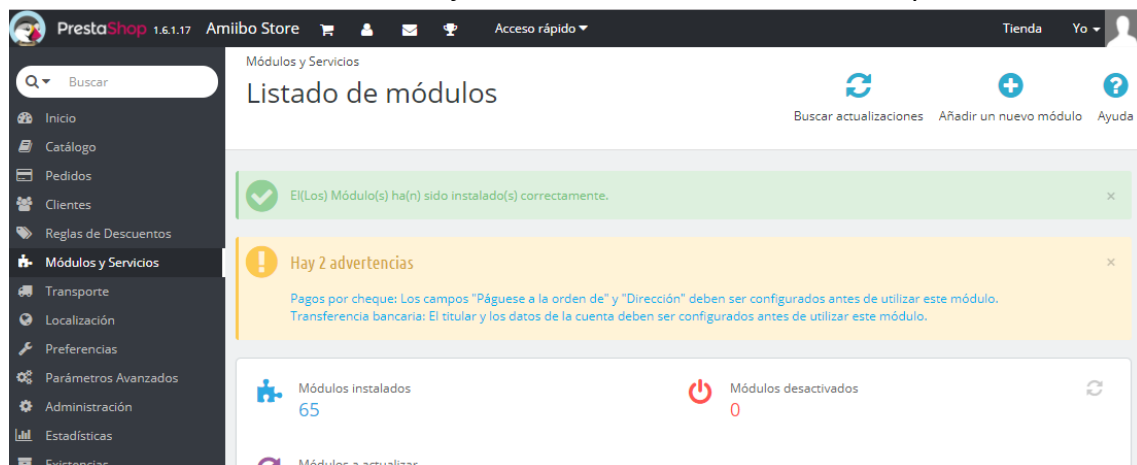 PrestaShop 1.6.1.17 Amiibo Store Acceso rápido Tienda Yo
Buscar
Inicio
Catálogo
Pedidos
Clientes
Reglas de Descuentos
Módulos y Servicios
Transporte
Localización
Preferencias
Parámetros Avanzados
Administración
Estadísticas
Existencias
Módulos y Servicios
Listado de módulos
Buscar actualizaciones Añadir un nuevo módulo Ayuda
El(Los) Módulo(s) ha(n) sido instalado(s) correctamente. ×
Hay 2 advertencias ×
Pagos por cheque: Los campos "Páguese a la orden de" y "Dirección" deben ser configurados antes de utilizar este módulo.
Transferencia bancaria: El titular y los datos de la cuenta deben ser configurados antes de utilizar este módulo.
Módulos instalados
65
Módulos desactivados
0
Módulos a actualizar